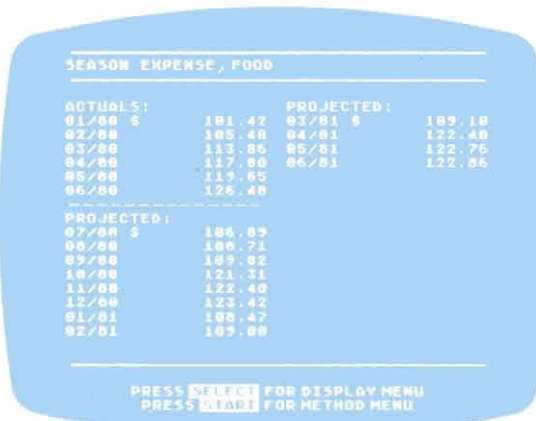 SEASON EXPENSE, FOOD
ACTUALS:
01/80 $ 101.42
02/80 105.40
03/80 113.86
04/80 117.80
05/80 119.65
06/80 126.40
PROJECTED:
07/80 $ 106.89
08/80 108.71
09/80 109.82
10/80 121.31
11/80 122.40
12/80 123.42
01/81 108.47
02/81 109.00
PROJECTED:
03/81 $ 109.10
04/81 122.40
05/81 122.76
06/81 122.86
PRESS SELECT FOR DISPLAY MENU
PRESS START FOR METHOD MENU